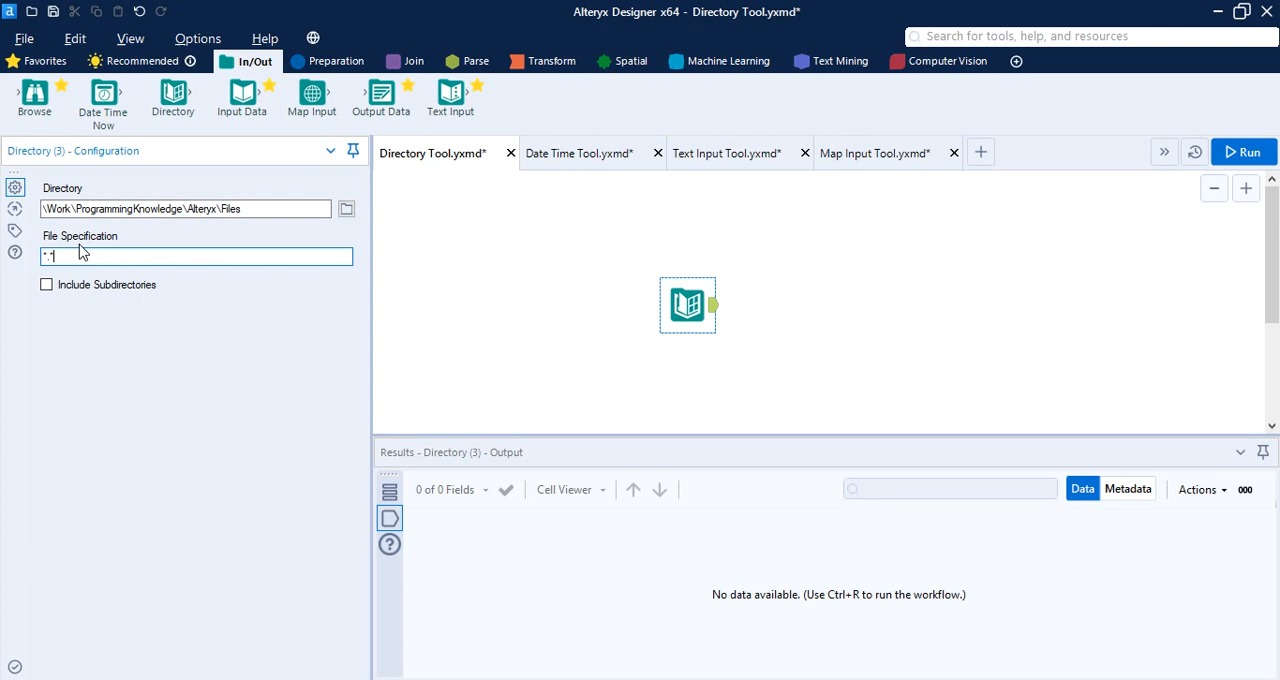 Alteryx Designer x64 - Directory Tool.yxmd*
File Edit View Options Help
Search for tools, help, and resources
Favorites Recommended In/Out Preparation Join Parse Transform Spatial Machine Learning Text Mining Computer Vision
Browse Date Time Now Directory Input Data Map Input Output Data Text Input
Directory (3) - Configuration
Directory Tool.yxmd* Date Time Tool.yxmd* Text Input Tool.yxmd* Map Input Tool.yxmd* Run
Directory
\Work\ProgrammingKnowledge\Alteryx\Files
File Specification
*.*
Include Subdirectories
Results - Directory (3) - Output
0 of 0 Fields Cell Viewer Data Metadata Actions 000
No data available. (Use Ctrl+R to run the workflow.)